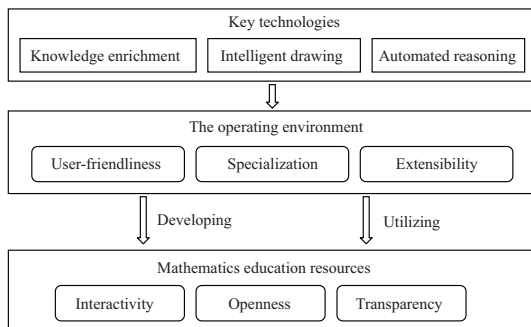 Key technologies
Knowledge enrichment
Intelligent drawing
Automated reasoning
The operating environment
User-friendliness
Specialization
Extensibility
Developing
Utilizing
Mathematics education resources
Interactivity
Openness
Transparency